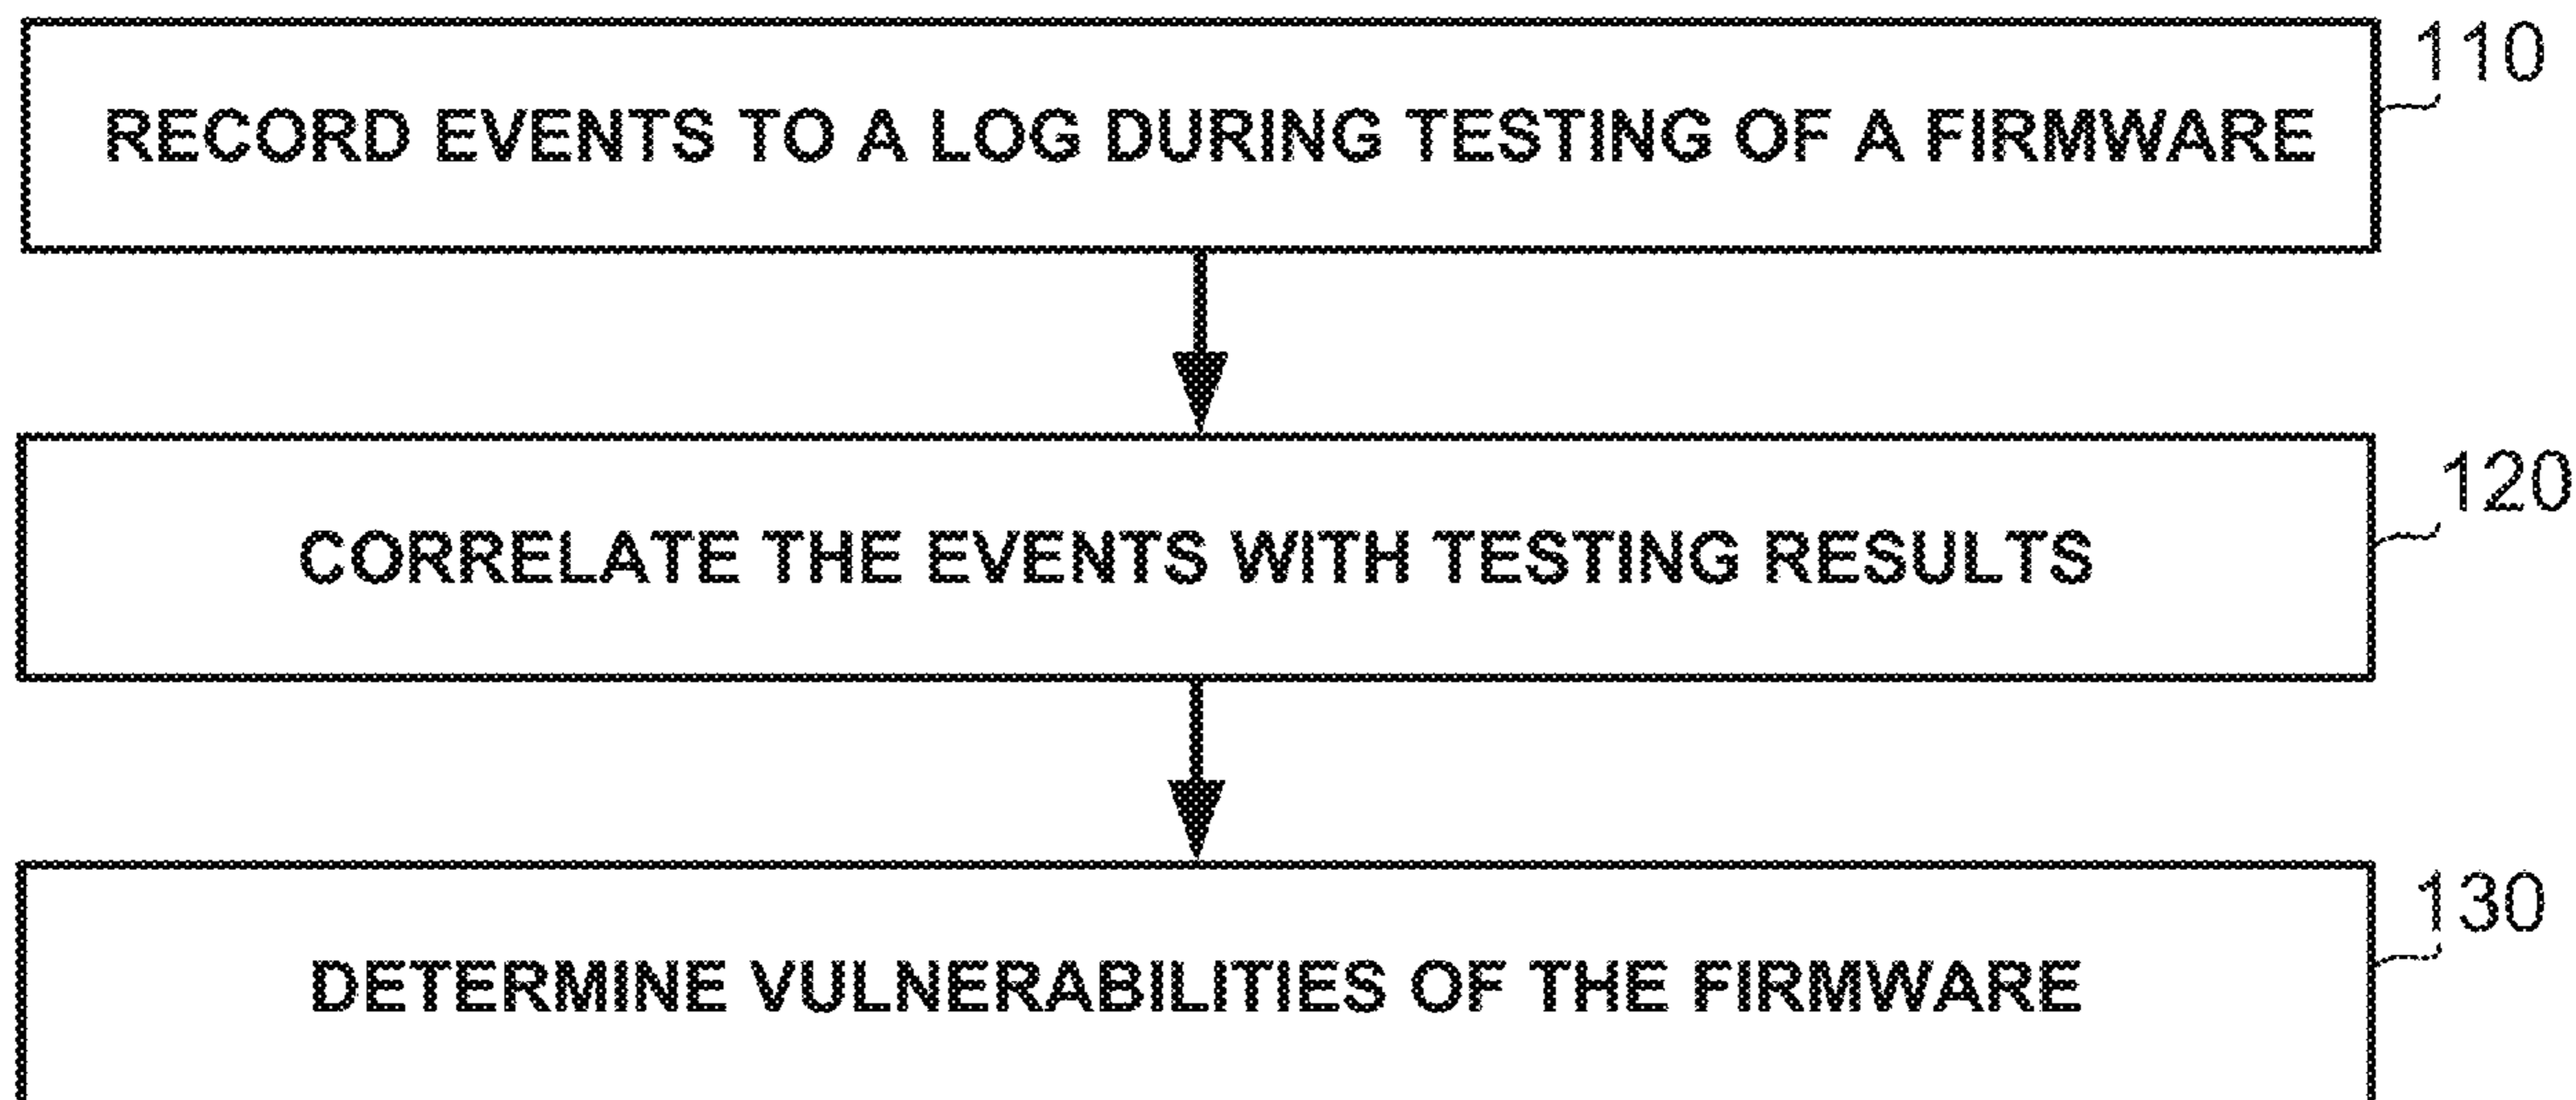 110
RECORD EVENTS TO A LOG DURING TESTING OF A FIRMWARE
120
CORRELATE THE EVENTS WITH TESTING RESULTS
130
DETERMINE VULNERABILITIES OF THE FIRMWARE